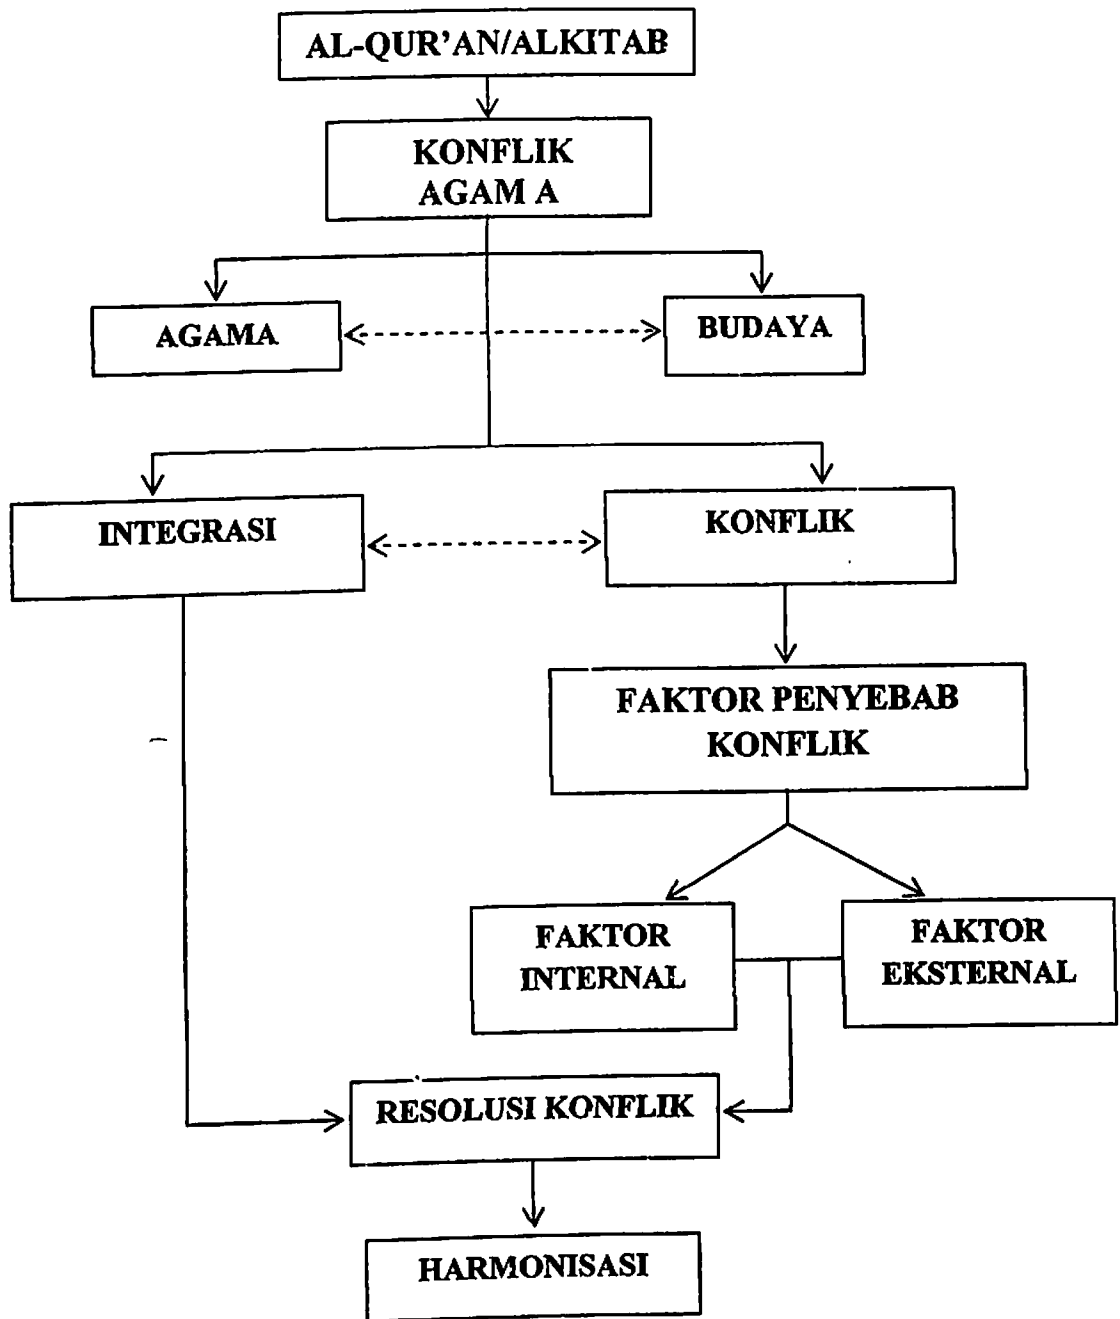 AL-QUR'AN/ALKITAB
KONFLIK
AGAM A
AGAMA
BUDAYA
INTEGRASI
KONFLIK
FAKTOR PENYEBAB
KONFLIK
FAKTOR
INTERNAL
FAKTOR
EKSTERNAL
RESOLUSI KONFLIK
HARMONISASI